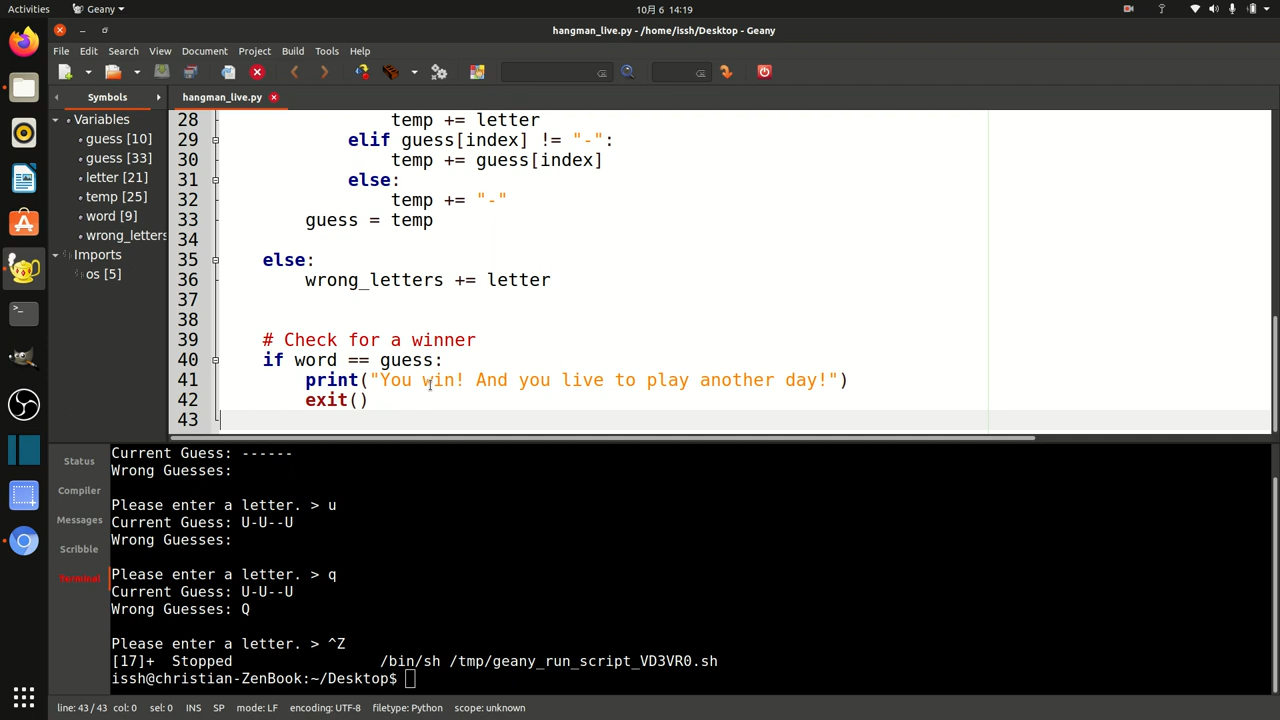 Activities
Geany
10月 6 14:19
hangman_live.py - /home/issh/Desktop - Geany
File Edit Search View Document Project Build Tools Help
Symbols
hangman_live.py
Variables
guess [10]
guess [33]
letter [21]
temp [25]
word [9]
wrong_letters
Imports
os [5]
28 temp += letter
29 elif guess[index] != "-":
30 temp += guess[index]
31 else:
32 temp += "-"
33 guess = temp
34
35 else:
36 wrong_letters += letter
37
38
39 # Check for a winner
40 if word == guess:
41 print("You win! And you live to play another day!")
42 exit()
43
Status
Compiler
Messages
Scribble
Terminal
Current Guess: ------
Wrong Guesses:
Please enter a letter. > u
Current Guess: U-U--U
Wrong Guesses:
Please enter a letter. > q
Current Guess: U-U--U
Wrong Guesses: Q
Please enter a letter. > ^Z
[17]+  Stopped                 /bin/sh /tmp/geany_run_script_VD3VR0.sh
issh@christian-ZenBook:~/Desktop$
line: 43 / 43 col: 0 sel: 0 INS SP mode: LF encoding: UTF-8 filetype: Python scope: unknown